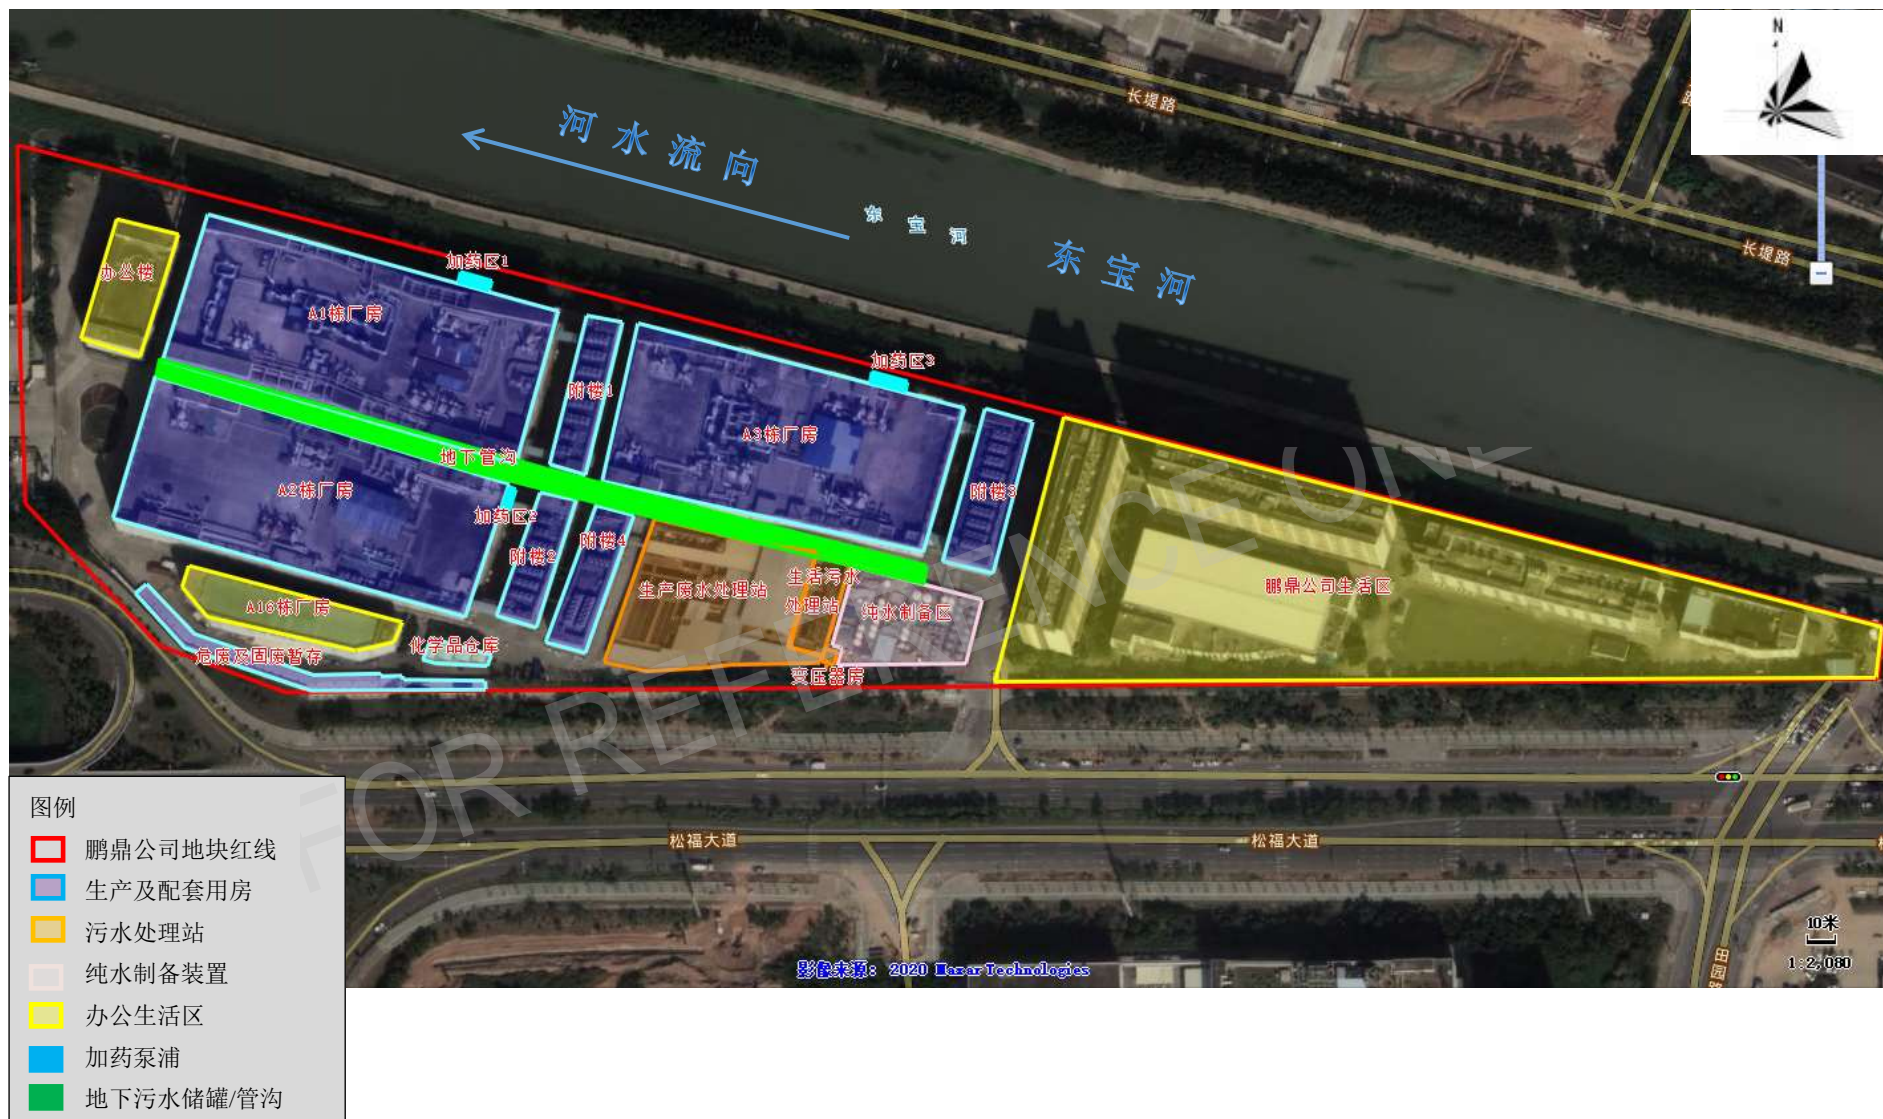 N
长堤路
河水流向
东宝河
东宝河
长堤路
办公楼
加药区1
A1栋厂房
加药区3
附楼1
A3栋厂房
地下管沟
A2栋厂房
附楼3
加药区2
附楼2
附楼4
生活污水
处理站
生产废水处理站
鹏鼎公司生活区
A16栋厂房
纯水制备区
化学品仓库
危废及固废暂存
变压器房
FOR REFERENCE ONL
松福大道
松福大道
田园路
10米
1:2,080
影像来源: 2020 Maxar Technologies
图例
鹏鼎公司地块红线
生产及配套用房
污水处理站
纯水制备装置
办公生活区
加药泵浦
地下污水储罐/管沟